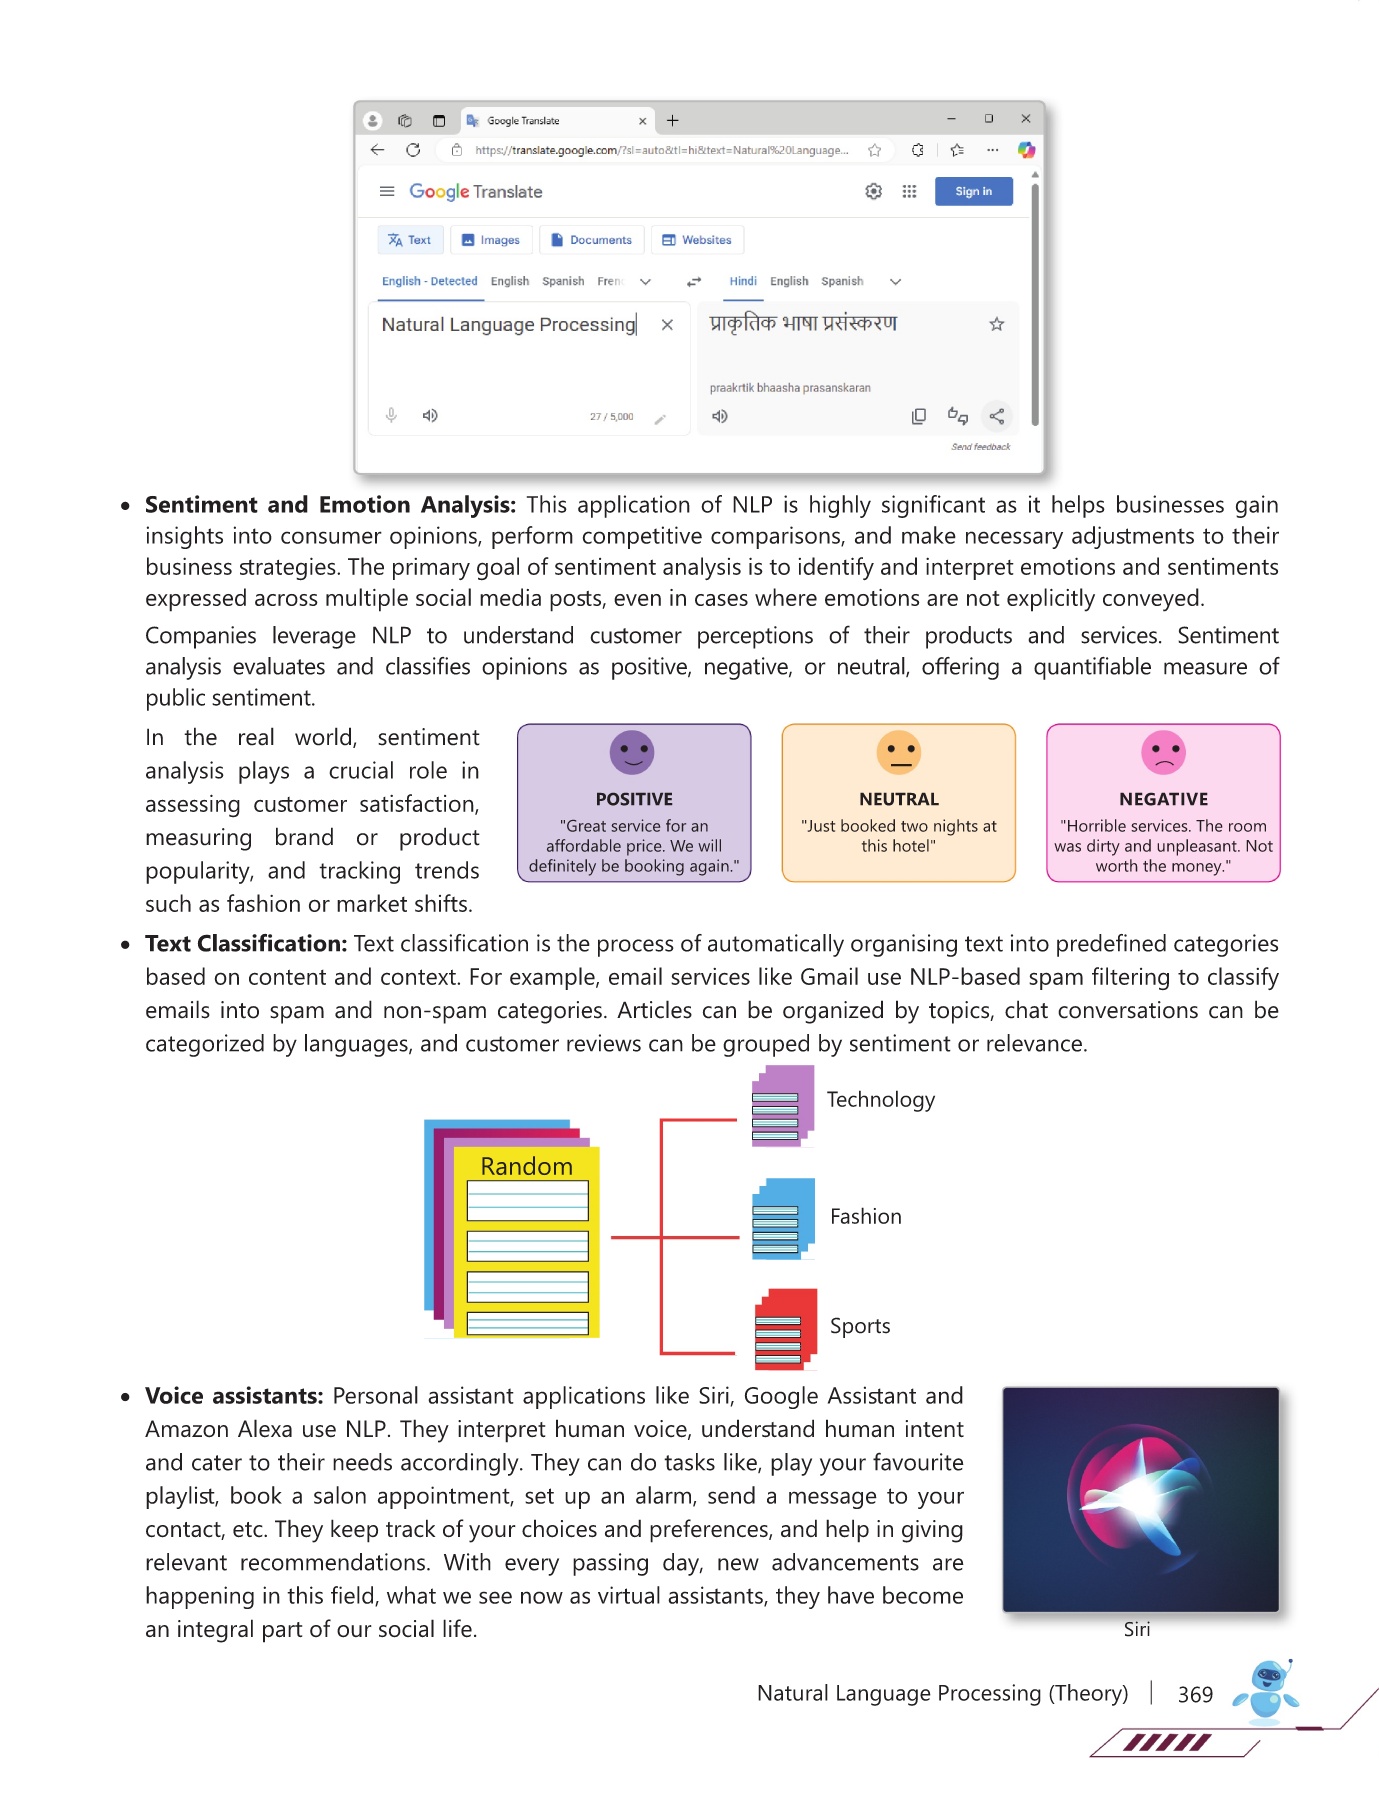 Google Translate
https://translate.google.com/?sl=auto&tl=hi&text=Natural%20Language...
Google Translate
Sign in
Text Images Documents Websites
English - Detected English Spanish Hindi English Spanish
Natural Language Processing प्राकृतिक भाषा प्रसंस्करण
praakrtik bhaasha prasanskaran
27 / 5,000
Send feedback
• Sentiment and Emotion Analysis: This application of NLP is highly significant as it helps businesses gain
insights into consumer opinions, perform competitive comparisons, and make necessary adjustments to their
business strategies. The primary goal of sentiment analysis is to identify and interpret emotions and sentiments
expressed across multiple social media posts, even in cases where emotions are not explicitly conveyed.
Companies leverage NLP to understand customer perceptions of their products and services. Sentiment
analysis evaluates and classifies opinions as positive, negative, or neutral, offering a quantifiable measure of
public sentiment.
In the real world, sentiment
analysis plays a crucial role in
assessing customer satisfaction,
measuring brand or product
popularity, and tracking trends
such as fashion or market shifts.
POSITIVE
"Great service for an
affordable price. We will
definitely be booking again."
NEUTRAL
"Just booked two nights at
this hotel"
NEGATIVE
"Horrible services. The room
was dirty and unpleasant. Not
worth the money."
• Text Classification: Text classification is the process of automatically organising text into predefined categories
based on content and context. For example, email services like Gmail use NLP-based spam filtering to classify
emails into spam and non-spam categories. Articles can be organized by topics, chat conversations can be
categorized by languages, and customer reviews can be grouped by sentiment or relevance.
Random
Technology
Fashion
Sports
• Voice assistants: Personal assistant applications like Siri, Google Assistant and
Amazon Alexa use NLP. They interpret human voice, understand human intent
and cater to their needs accordingly. They can do tasks like, play your favourite
playlist, book a salon appointment, set up an alarm, send a message to your
contact, etc. They keep track of your choices and preferences, and help in giving
relevant recommendations. With every passing day, new advancements are
happening in this field, what we see now as virtual assistants, they have become
an integral part of our social life.
Siri
Natural Language Processing (Theory) | 369